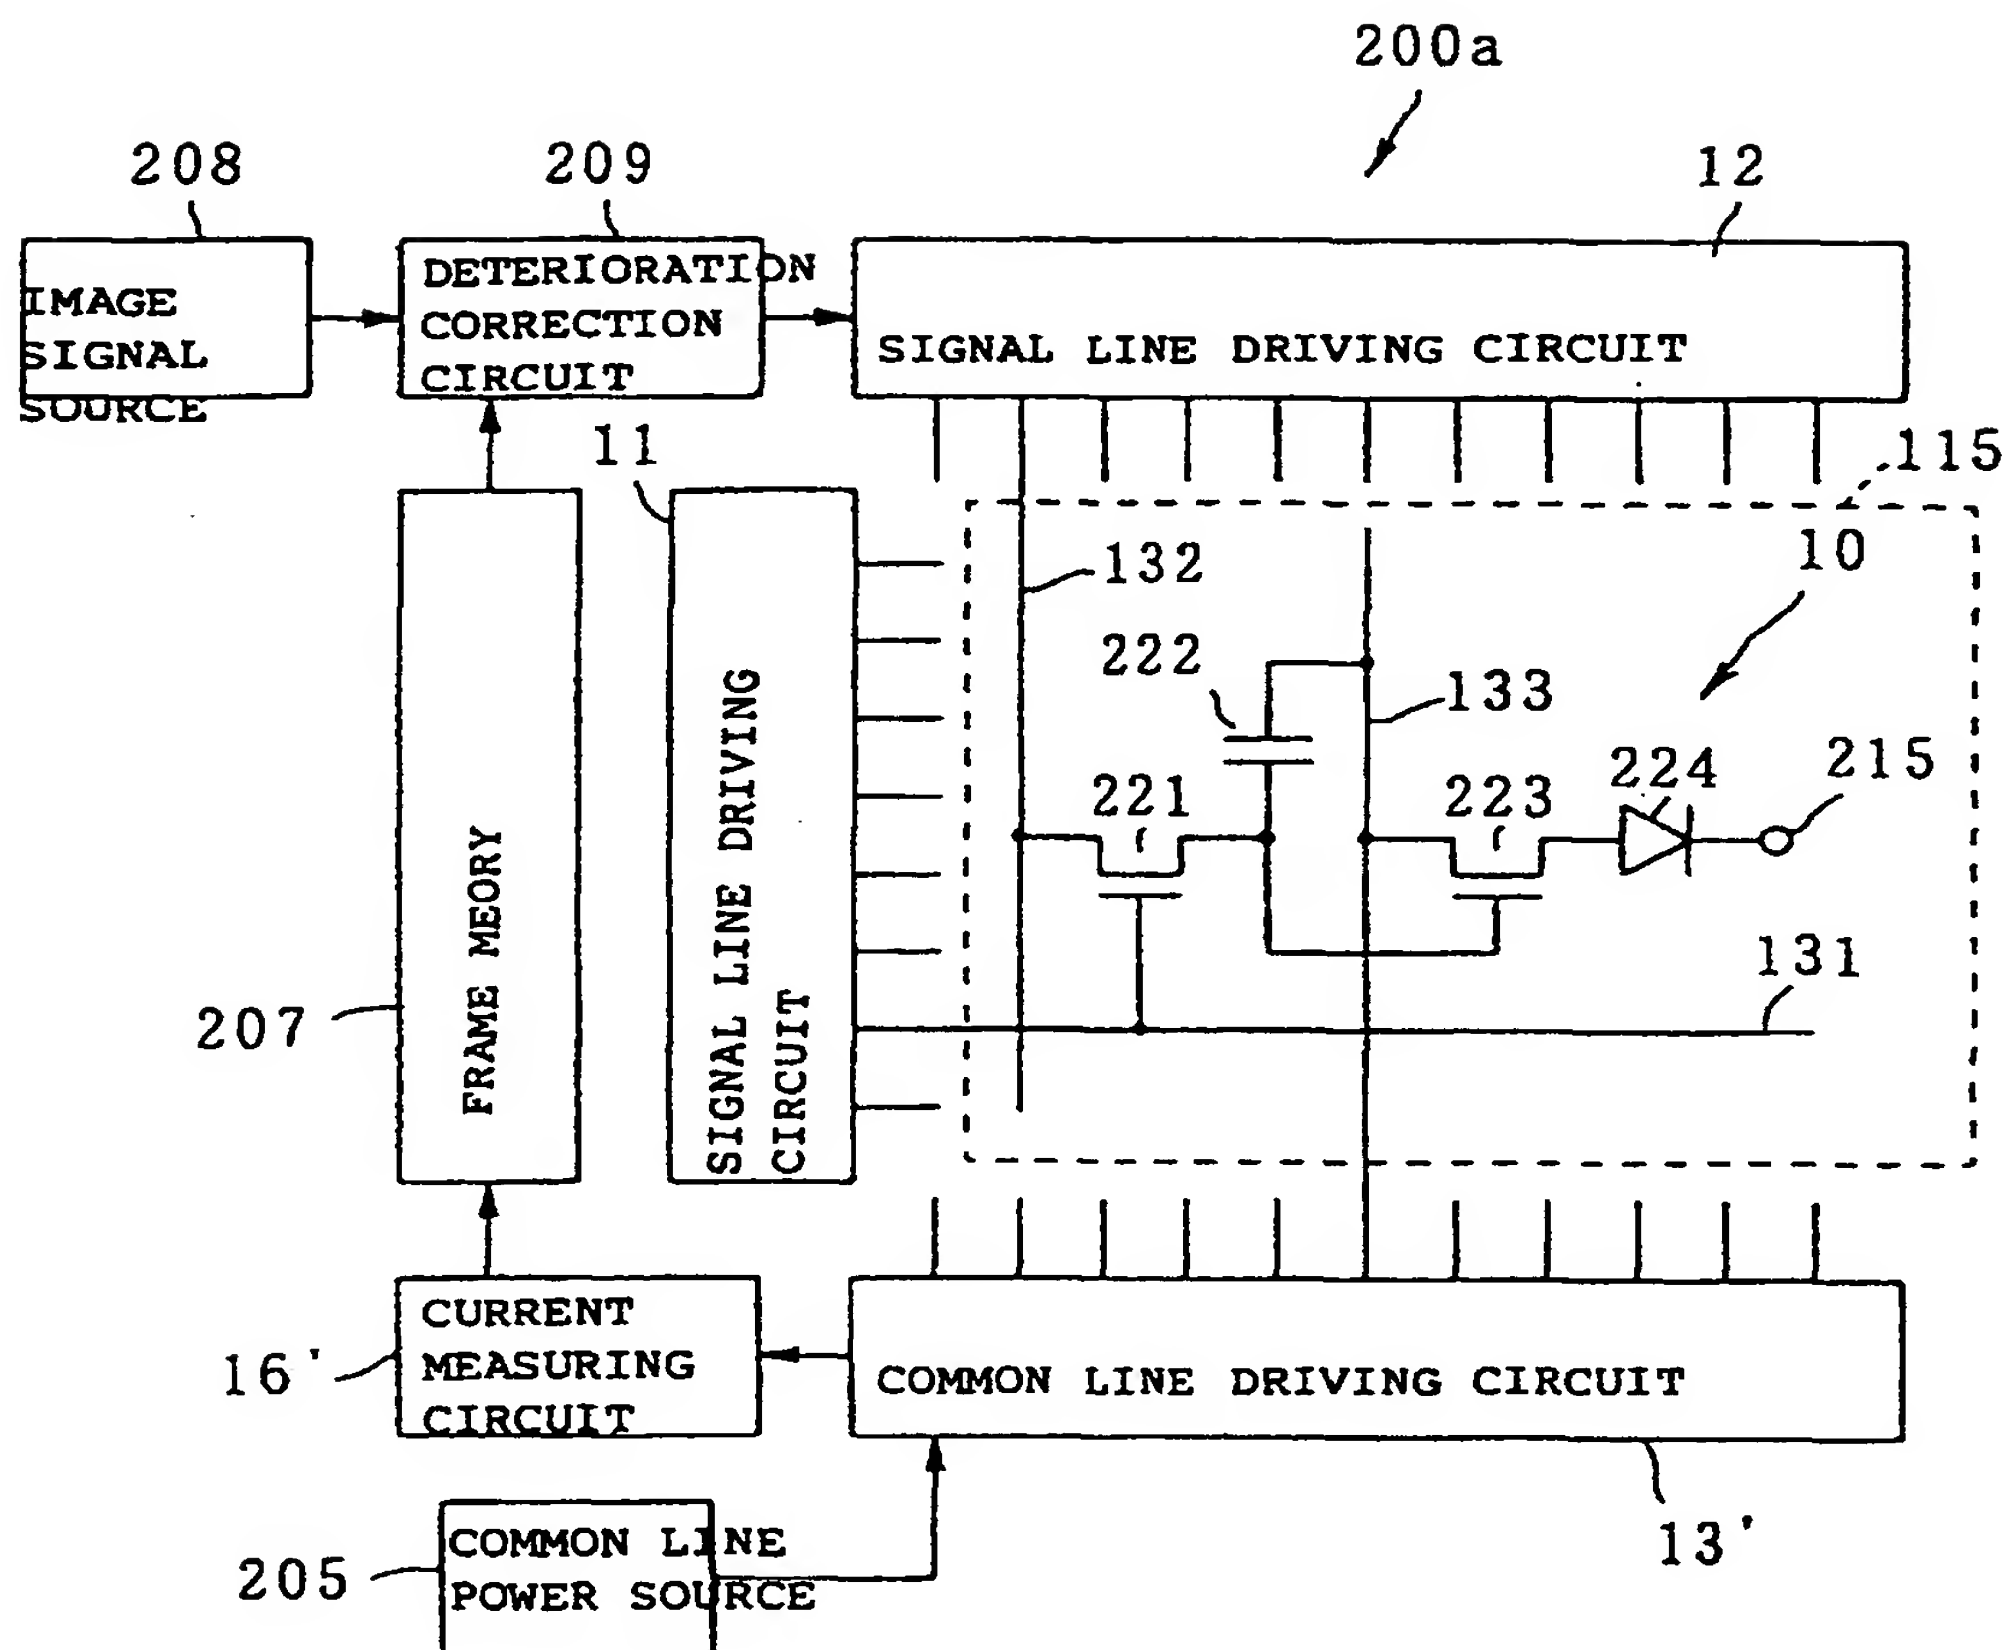 200a
208
209
12
IMAGE
SIGNAL
SOURCE
DETERIORATION
CORRECTION
CIRCUIT
SIGNAL LINE DRIVING CIRCUIT
11
115
10
132
222
133
221
223
224
215
131
207
FRAME MEORY
SIGNAL LINE DRIVING
CIRCUIT
16'
CURRENT
MEASURING
CIRCUIT
COMMON LINE DRIVING CIRCUIT
13'
205
COMMON LINE
POWER SOURCE